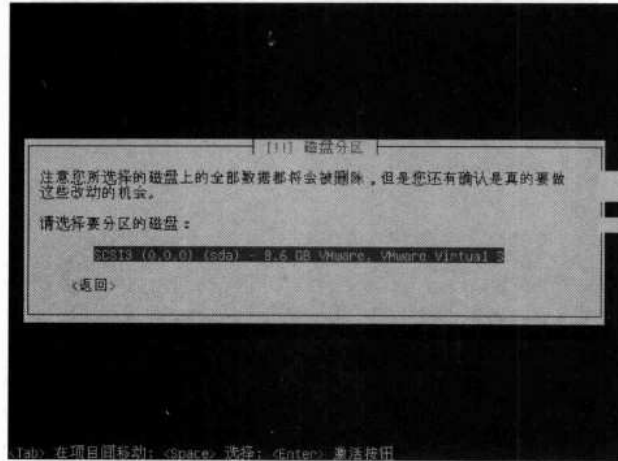 [!!] 磁盘分区
注意您所选择的磁盘上的全部数据都将会被删除，但是您还有确认是真的要做
这些改动的机会。
请选择要分区的磁盘：
SCSI3 (0,0,0) (sda) - 8.6 GB VMware, VMware Virtual S
<返回>
<Tab> 在项目间移动; <Space> 选择; <Enter> 激活按钮